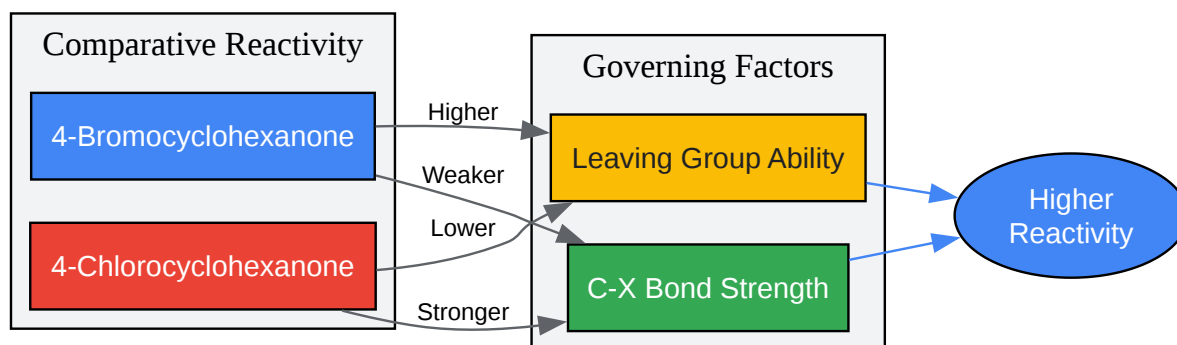 Comparative Reactivity
4-Bromocyclohexanone
4-Chlorocyclohexanone
Higher
Weaker
Lower
Stronger
Governing Factors
Leaving Group Ability
C-X Bond Strength
Higher
Reactivity